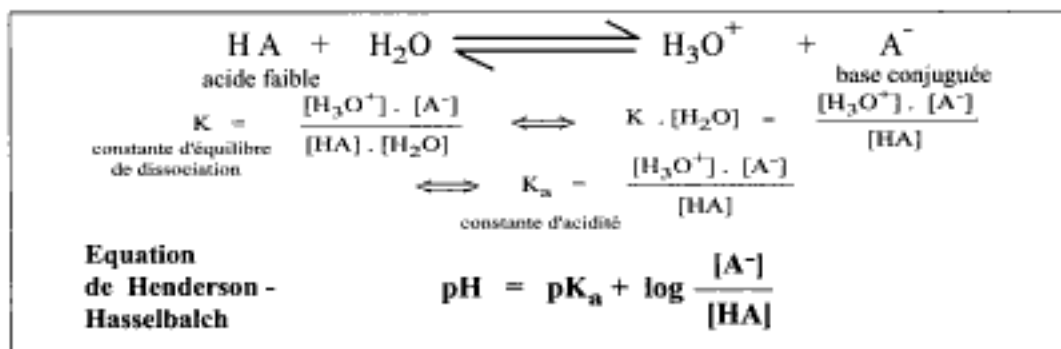 H A + H₂O ⇌ H₃O⁺ + A⁻
acide faible base conjuguée
K = [H₃O⁺] . [A⁻] / [HA] . [H₂O] ⟺ K . [H₂O] = [H₃O⁺] . [A⁻] / [HA]
constante d'équilibre
de dissociation
⟺ Kₐ = [H₃O⁺] . [A⁻] / [HA]
constante d'acidité
Equation
de Henderson - pH = pKₐ + log [A⁻] / [HA]
Hasselbalch